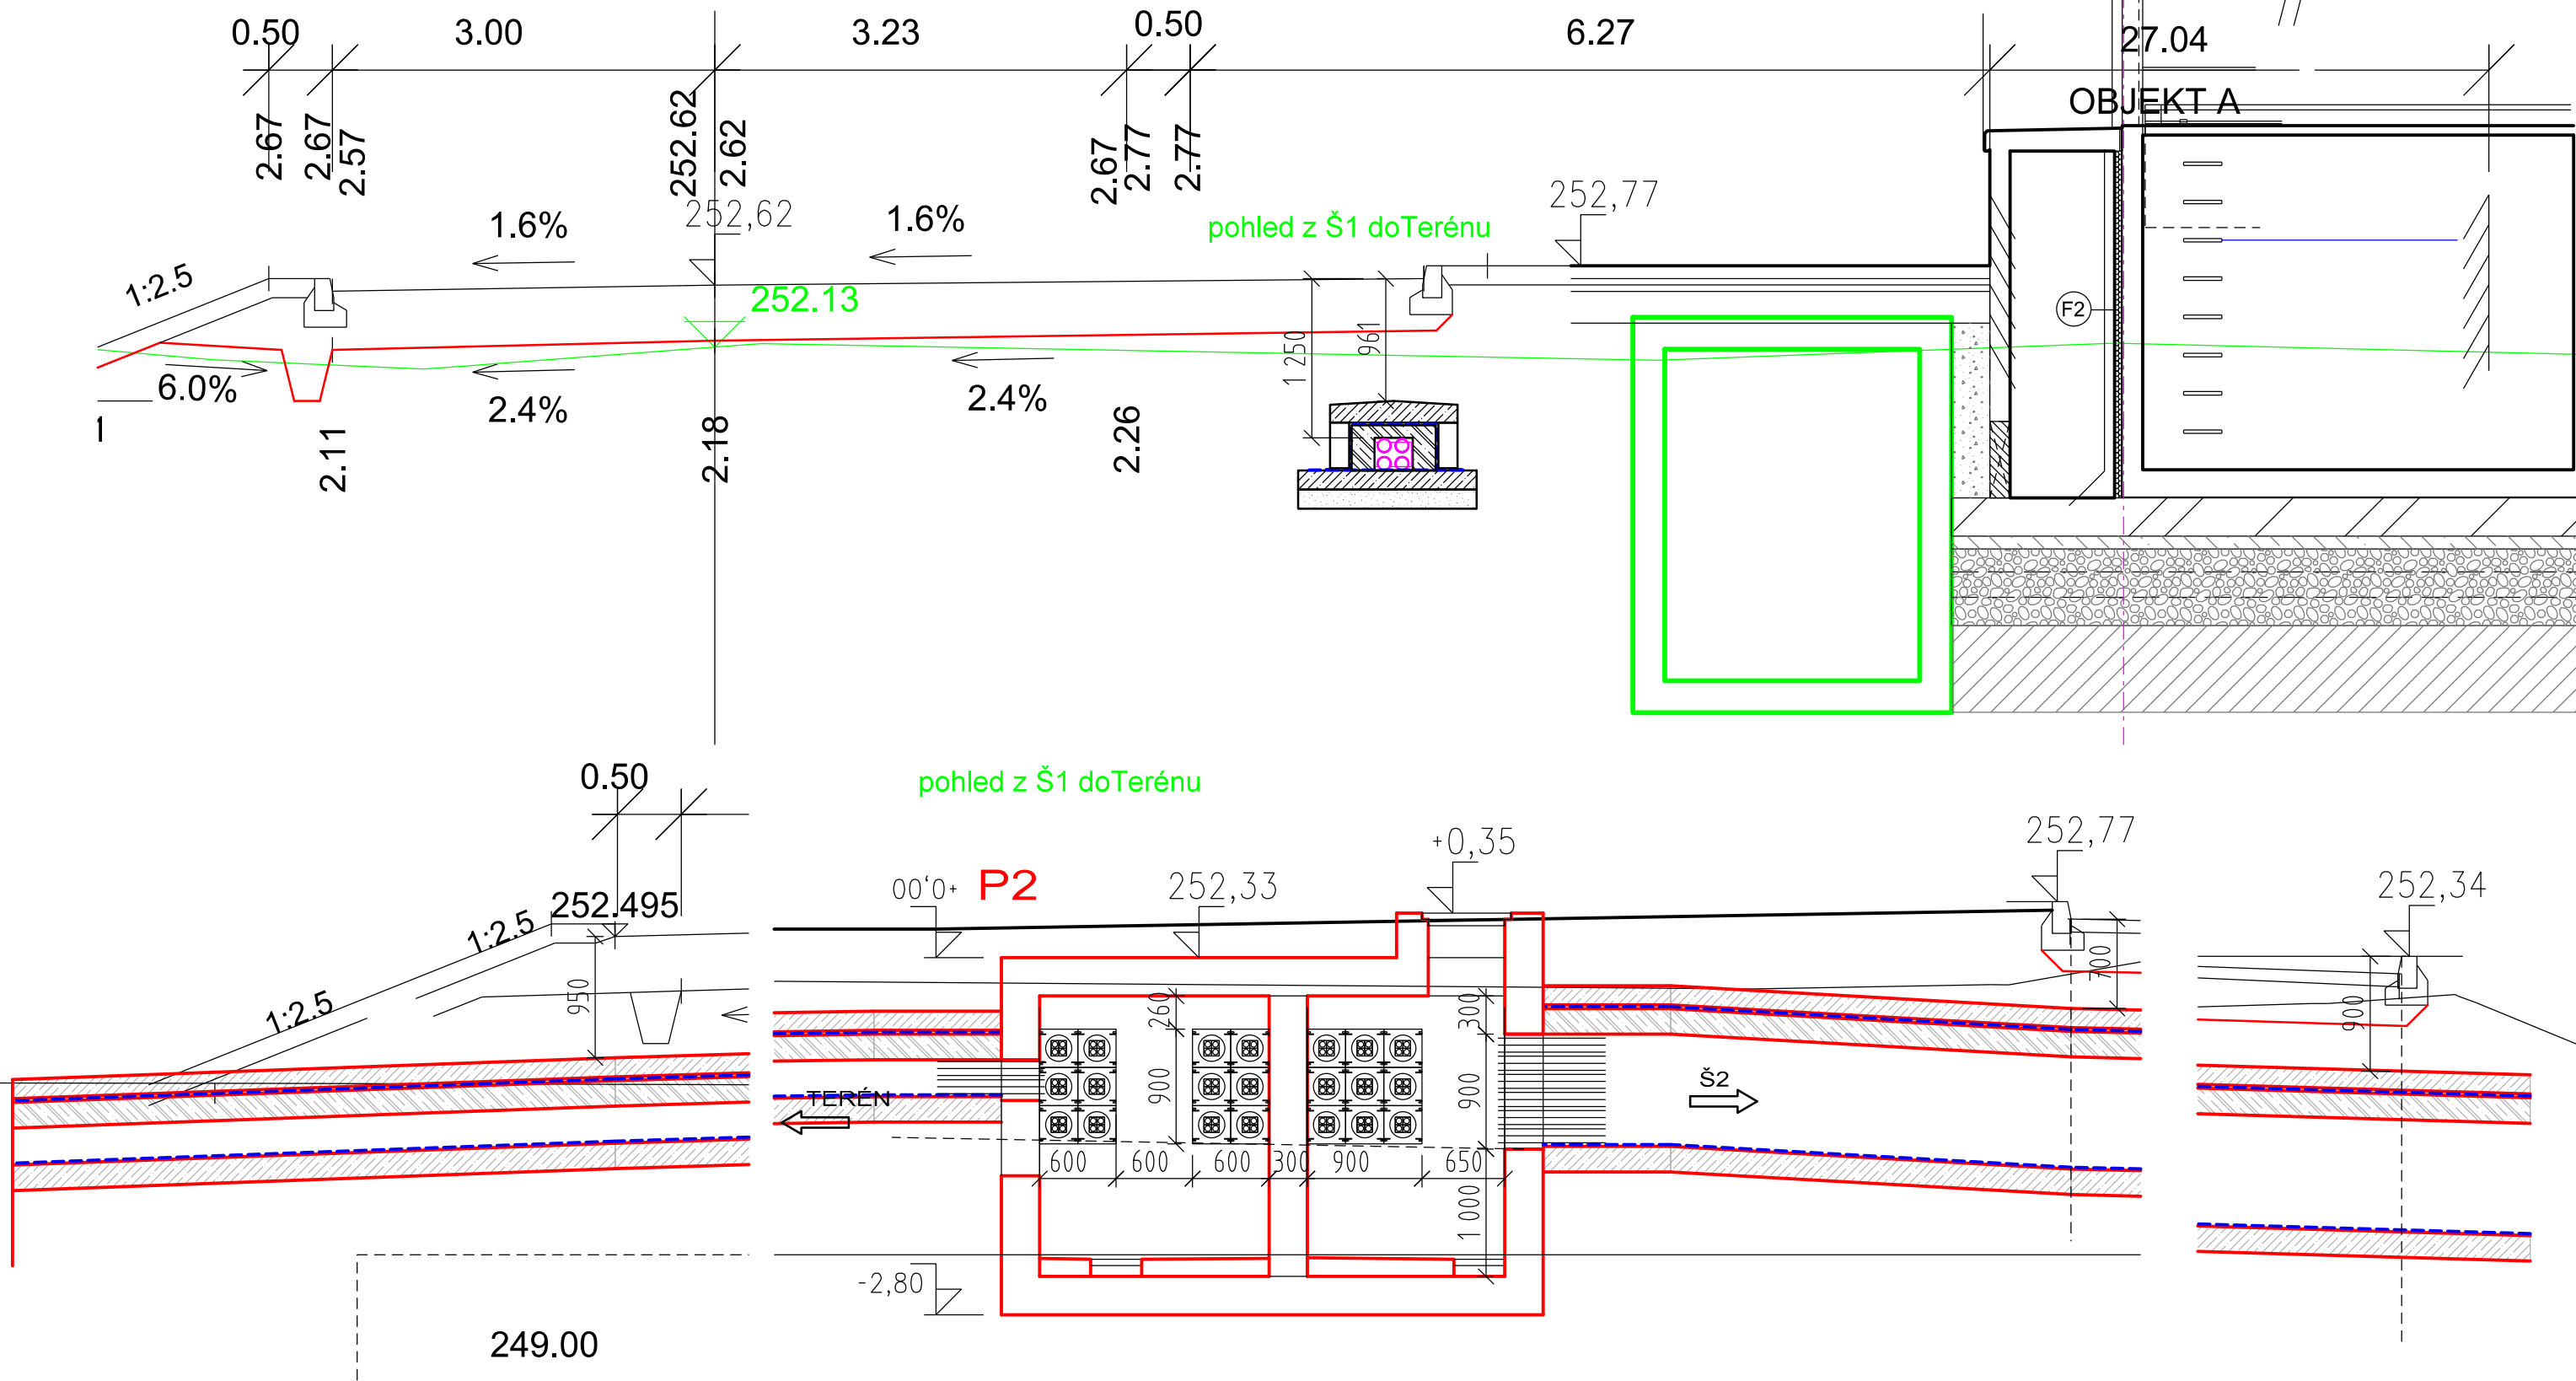 0.50 3.00 3.23 0.50 6.27 27.04
OBJEKT A
2.67 2.67 2.57 252.62 2.62 2.67 2.77 2.77
252,62
252,77
pohled z Š1 doTerénu
1.6% 1.6%
1:2.5
252.13
F2
1250 961
6.0% 2.4% 2.4%
1
2.11 2.18 2.26
0.50
pohled z Š1 doTerénu
+0,35
252,77
+0,00 P2 252,33
252,34
252.495
1:2.5
1:2.5
950
260 300
700
900
TERÉN
900 900
Š2
600 600 600 300 900 650
1 000
-2,80
249.00